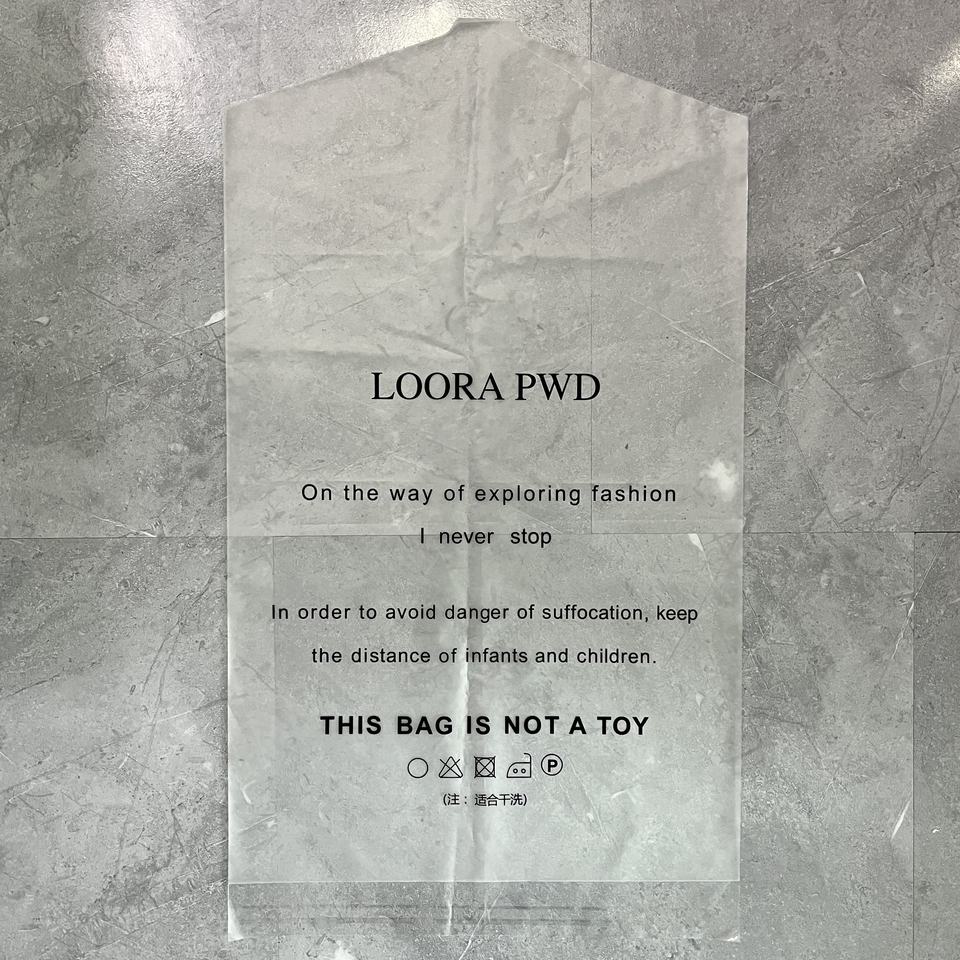 LOORA PWD
On the way of exploring fashion
I never stop
In order to avoid danger of suffocation, keep
the distance of infants and children.
THIS BAG IS NOT A TOY
P
(注：适合干洗)